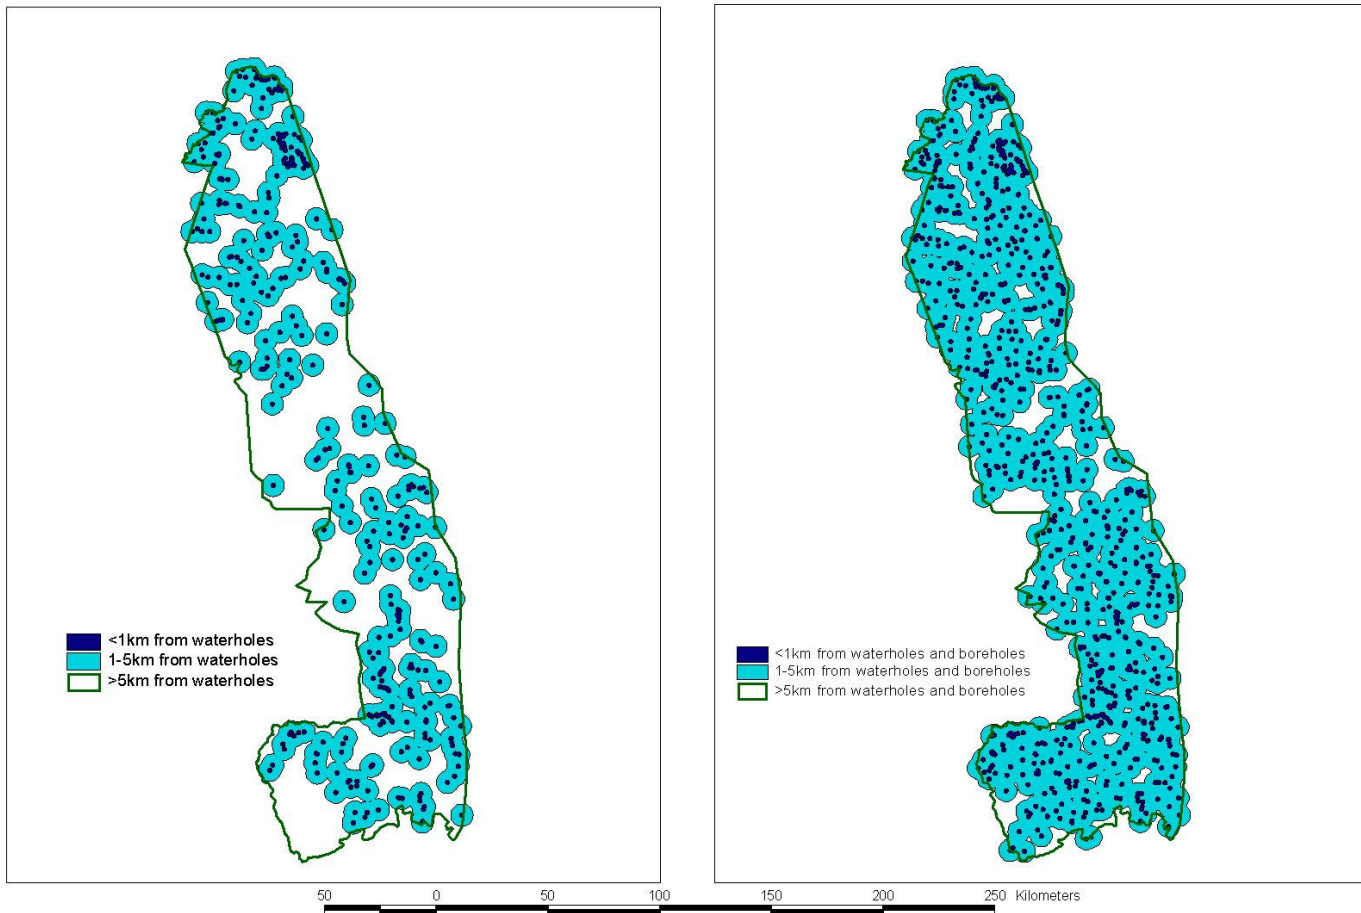 <1km from waterholes
1-5km from waterholes
>5km from waterholes
<1km from waterholes and boreholes
1-5km from waterholes and boreholes
>5km from waterholes and boreholes
50 0 50 100 150 200 250 Kilometers